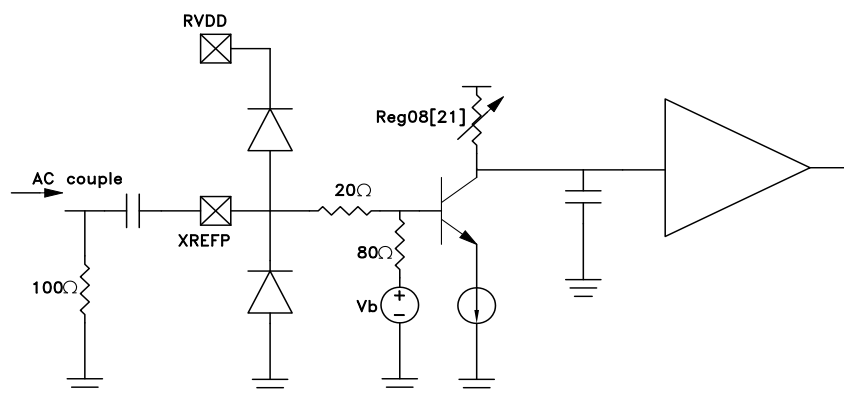 RVDD
Reg08[21]
AC couple
20Ω
XREFP
80Ω
100Ω
Vb
+
−